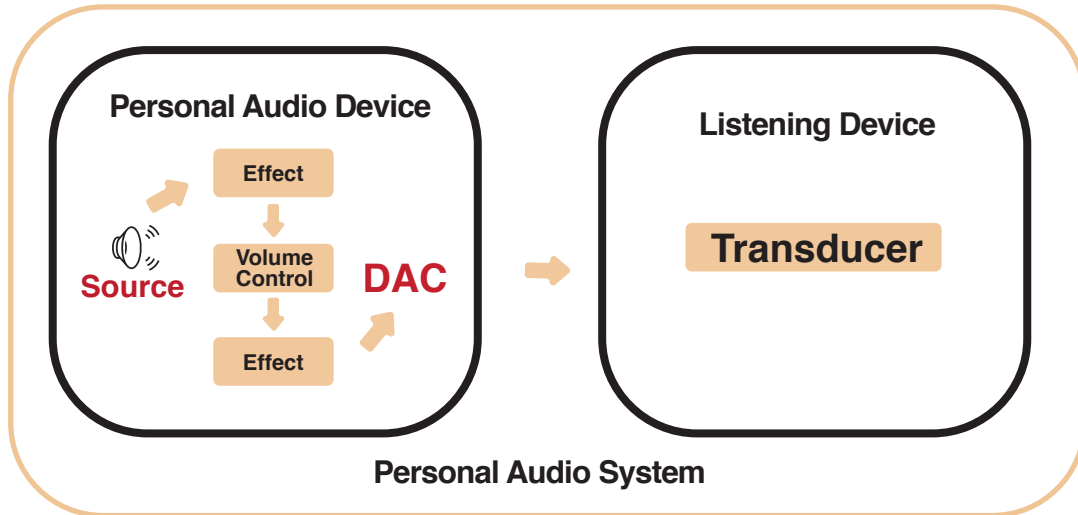 Personal Audio Device
Effect
Source
Volume
Control
DAC
Effect
Listening Device
Transducer
Personal Audio System